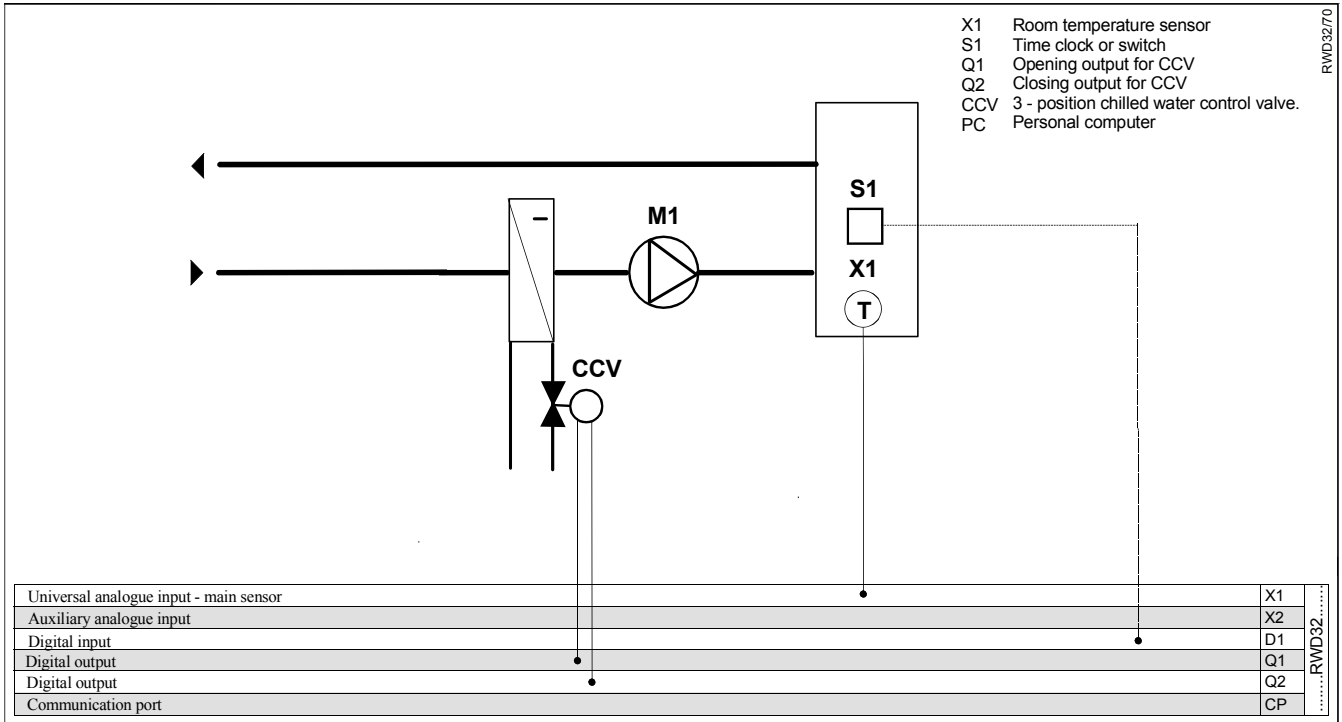 X1 Room temperature sensor
S1 Time clock or switch
Q1 Opening output for CCV
Q2 Closing output for CCV
CCV 3 - position chilled water control valve.
PC Personal computer
RWD32/70
S1
M1
X1
T
CCV
Universal analogue input - main sensor X1
Auxiliary analogue input X2
Digital input D1
Digital output Q1
Digital output Q2
Communication port CP
........RWD32........